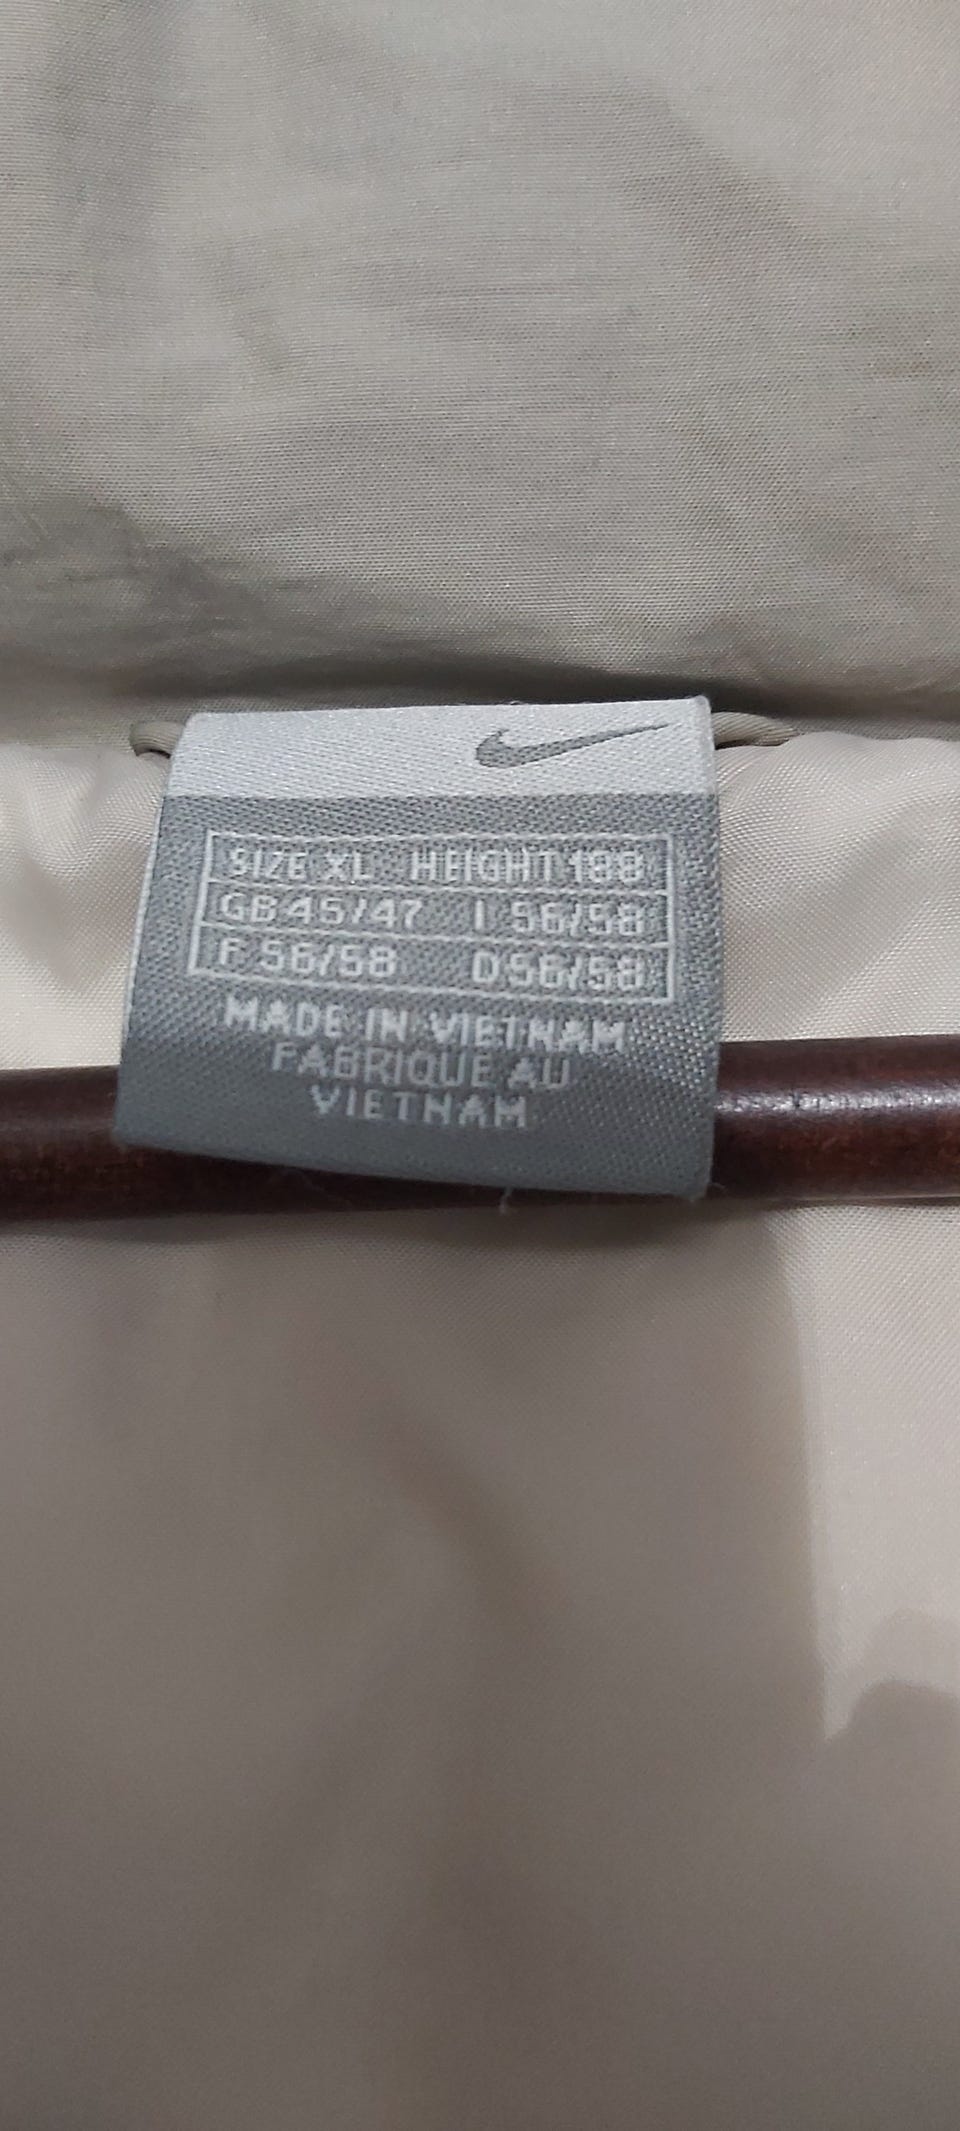 SIZE XL HEIGHT 188
GB 45/47 I 56/58
F 56/58 D 56/58
MADE IN VIETNAM
FABRIQUE AU
VIETNAM